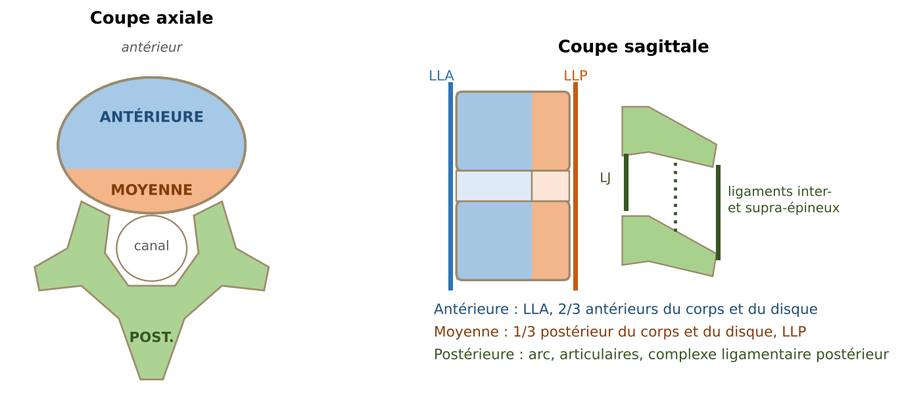 Coupe axiale
antérieur
ANTÉRIEURE
MOYENNE
canal
POST.
Coupe sagittale
LLA
LLP
LJ
ligaments inter-
et supra-épineux
Antérieure : LLA, 2/3 antérieurs du corps et du disque
Moyenne : 1/3 postérieur du corps et du disque, LLP
Postérieure : arc, articulaires, complexe ligamentaire postérieur